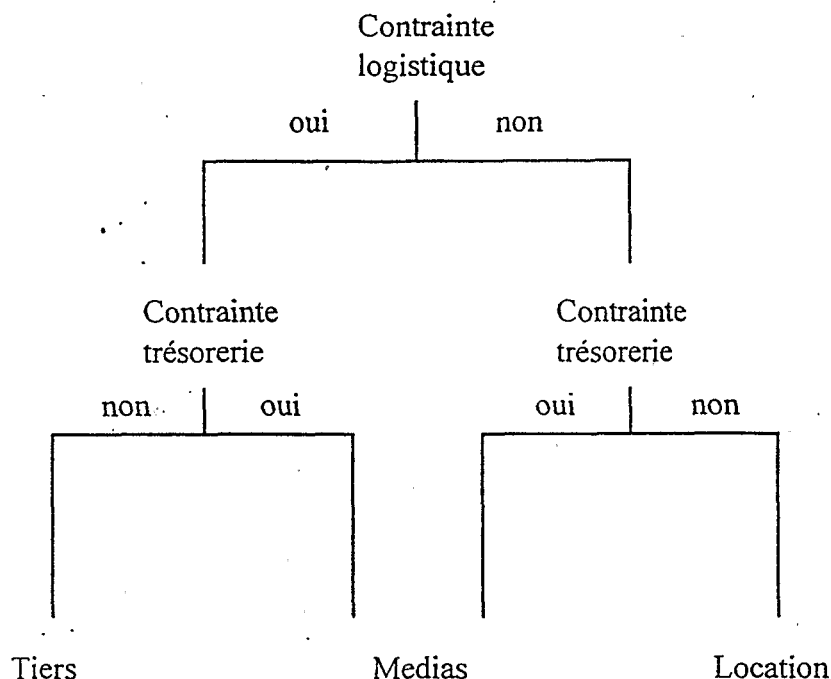 Contrainte
logistique
oui non
Contrainte Contrainte
trésorerie trésorerie
non oui oui non
Tiers Medias Location